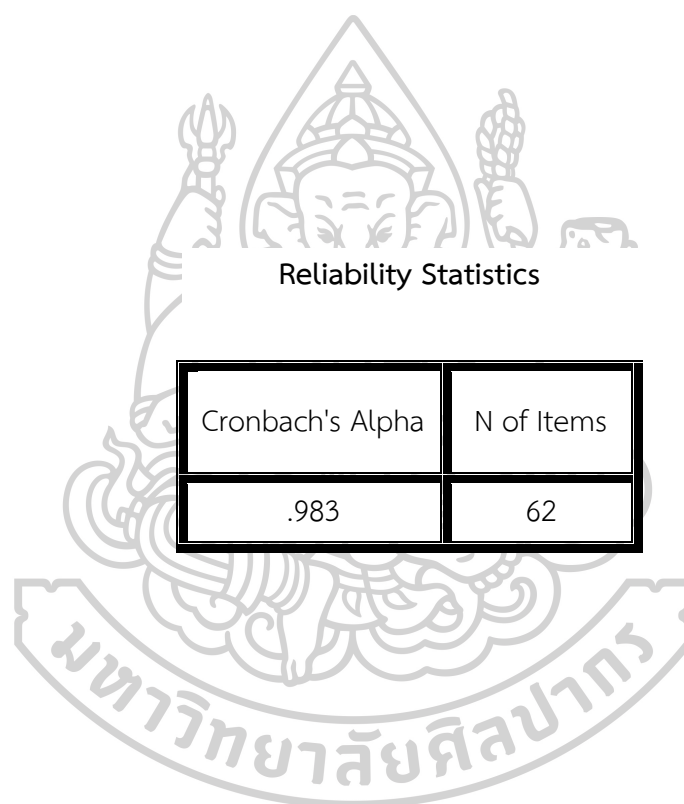 Reliability Statistics
Cronbach's Alpha N of Items
.983 62
มหาวิทยาลัยศิลปากร